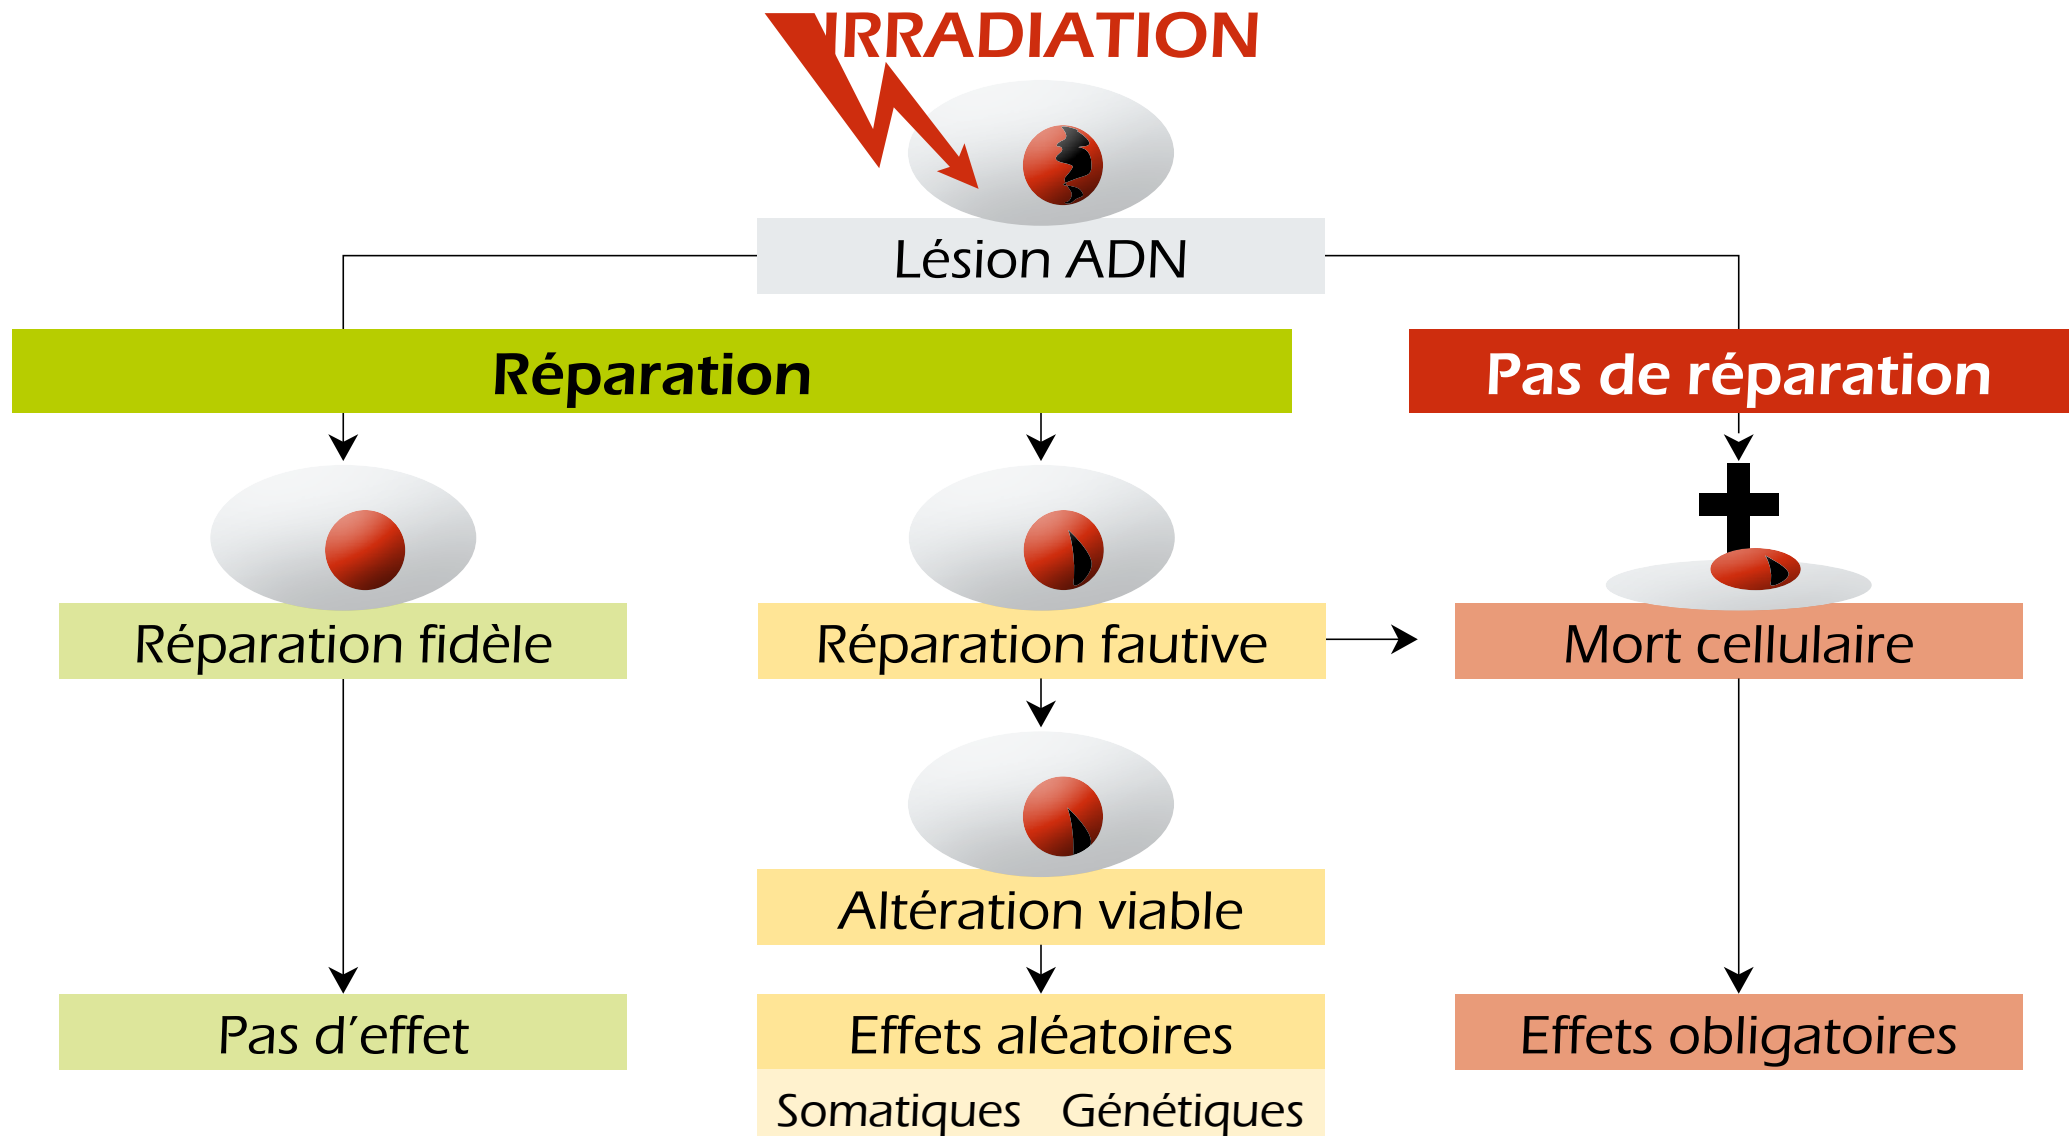 IRRADIATION
Lésion ADN
Réparation
Pas de réparation
Réparation fidèle
Réparation fautive
Mort cellulaire
Altération viable
Pas d’effet
Effets aléatoires
Effets obligatoires
Somatiques Génétiques